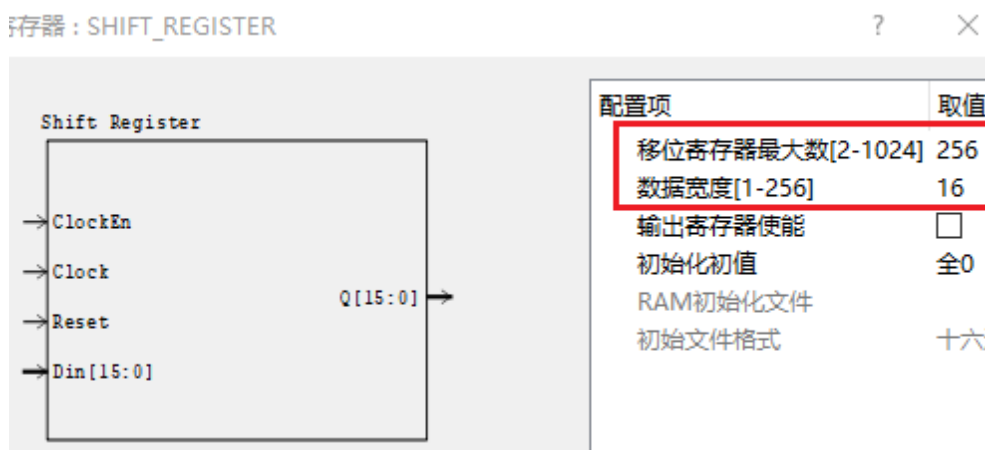 存器 : SHIFT_REGISTER ? ×
Shift Register
ClockEn
Clock
Q[15:0]
Reset
Din[15:0]
配置项 取值
移位寄存器最大数[2-1024] 256
数据宽度[1-256] 16
输出寄存器使能
初始化初值 全0
RAM初始化文件
初始文件格式 十六